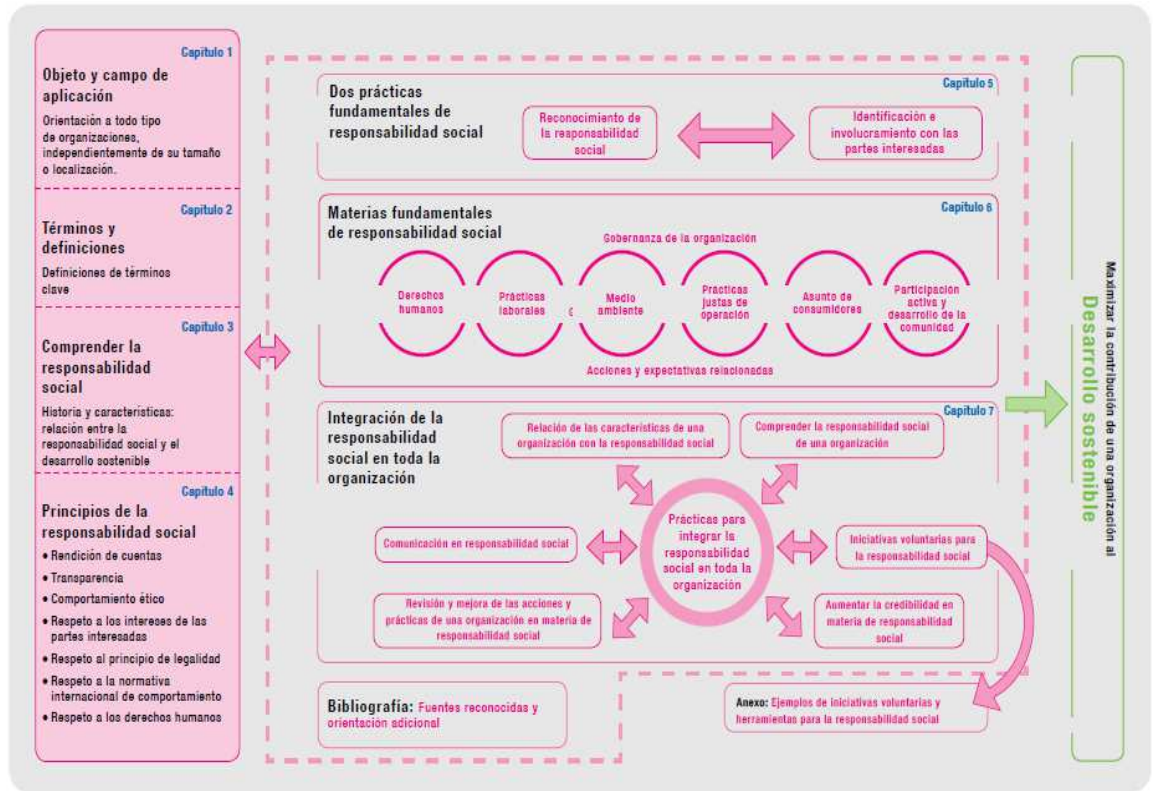 Capítulo 1
Objeto y campo de
aplicación
Orientación a todo tipo
de organizaciones,
independientemente de su tamaño
o localización.
Capítulo 2
Términos y
definiciones
Definiciones de términos
clave
Capítulo 3
Comprender la
responsabilidad
social
Historia y características:
relación entre la
responsabilidad social y el
desarrollo sostenible
Capítulo 4
Principios de la
responsabilidad social
• Rendición de cuentas
• Transparencia
• Comportamiento ético
• Respeto a los intereses de las
partes interesadas
• Respeto al principio de legalidad
• Respeto a la normativa
internacional de comportamiento
• Respeto a los derechos humanos
Capítulo 5
Dos prácticas
fundamentales de
responsabilidad social
Reconocimiento de
la responsabilidad
social
Identificación e
involucramiento con las
partes interesadas
Capítulo 6
Materias fundamentales
de responsabilidad social
Gobernanza de la organización
Derechos
humanos
Prácticas
laborales
Medio
ambiente
Prácticas
justas de
operación
Asunto de
consumidores
Participación
activa y
desarrollo de la
comunidad
Acciones y expectativas relacionadas
Capítulo 7
Integración de la
responsabilidad
social en toda la
organización
Relación de las características de una
organización con la responsabilidad social
Comprender la responsabilidad social
de una organización
Prácticas para
integrar la
responsabilidad
social en toda la
organización
Comunicación en responsabilidad social
Iniciativas voluntarias para
la responsabilidad social
Revisión y mejora de las acciones y
prácticas de una organización en materia de
responsabilidad social
Aumentar la credibilidad en
materia de responsabilidad
social
Bibliografía: Fuentes reconocidas y
orientación adicional
Anexo: Ejemplos de iniciativas voluntarias y
herramientas para la responsabilidad social
Maximizar la contribución de una organización al
Desarrollo sostenible